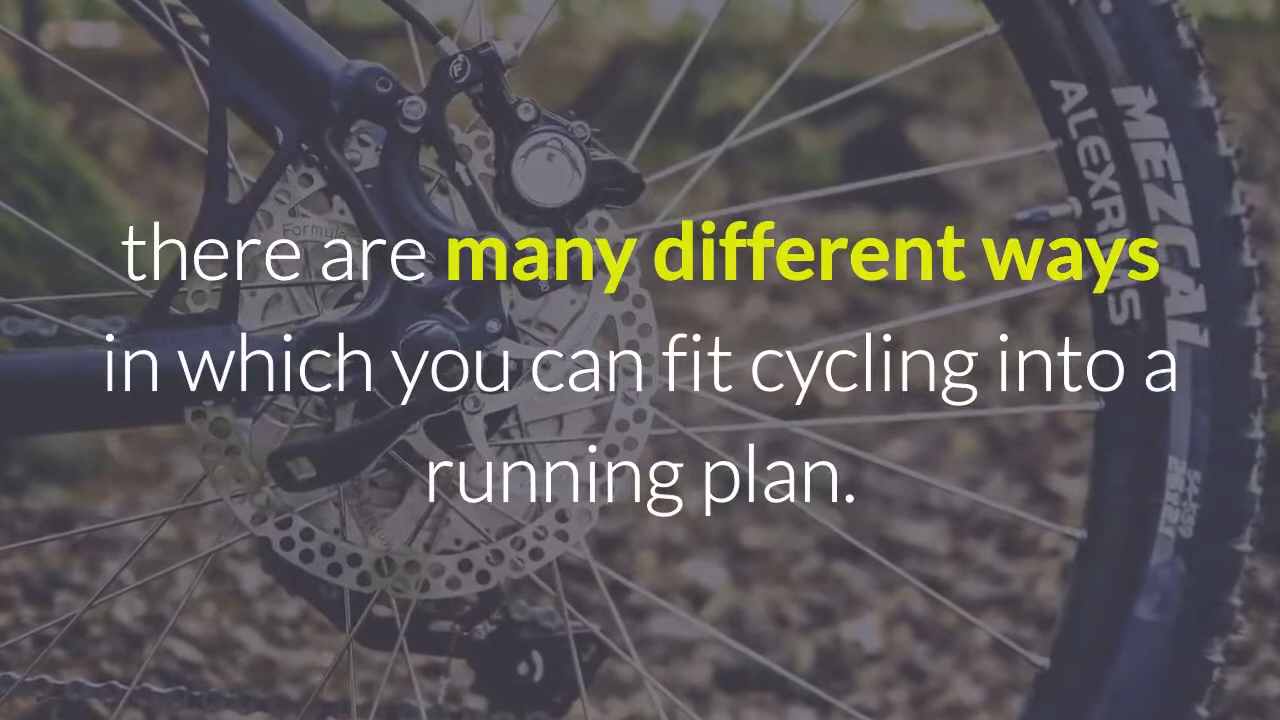 there are many different ways
in which you can fit cycling into a
running plan.
Formula
MEZCAL
ALEXRIMS